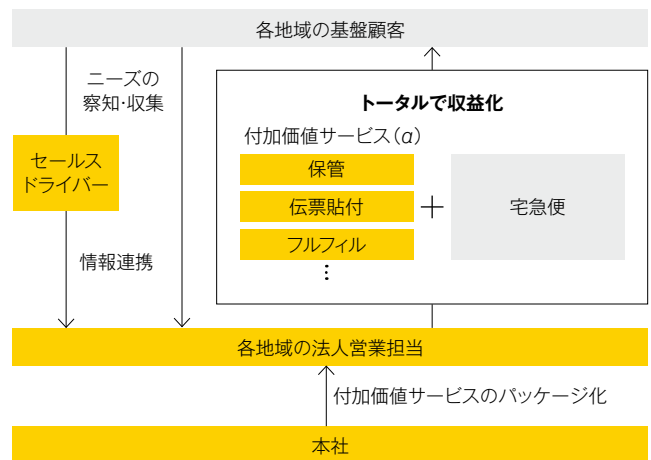 各地域の基盤顧客
ニーズの
察知・収集
セールス
ドライバー
情報連携
トータルで収益化
付加価値サービス(α)
保管
伝票貼付
フルフィル
⋮
+
宅急便
各地域の法人営業担当
付加価値サービスのパッケージ化
本社